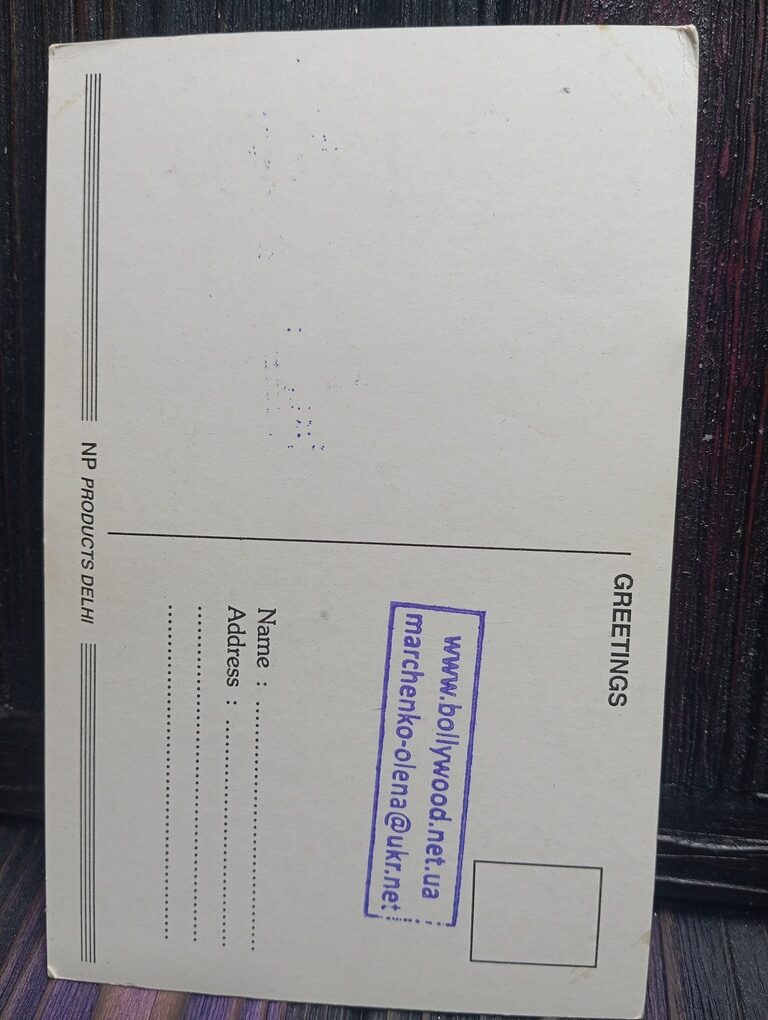 GREETINGS
www.bollywood.net.ua
marchenko-olena@ukr.net
Name : ..............................
Address : ...........................
........................................
........................................
NP PRODUCTS DELHI